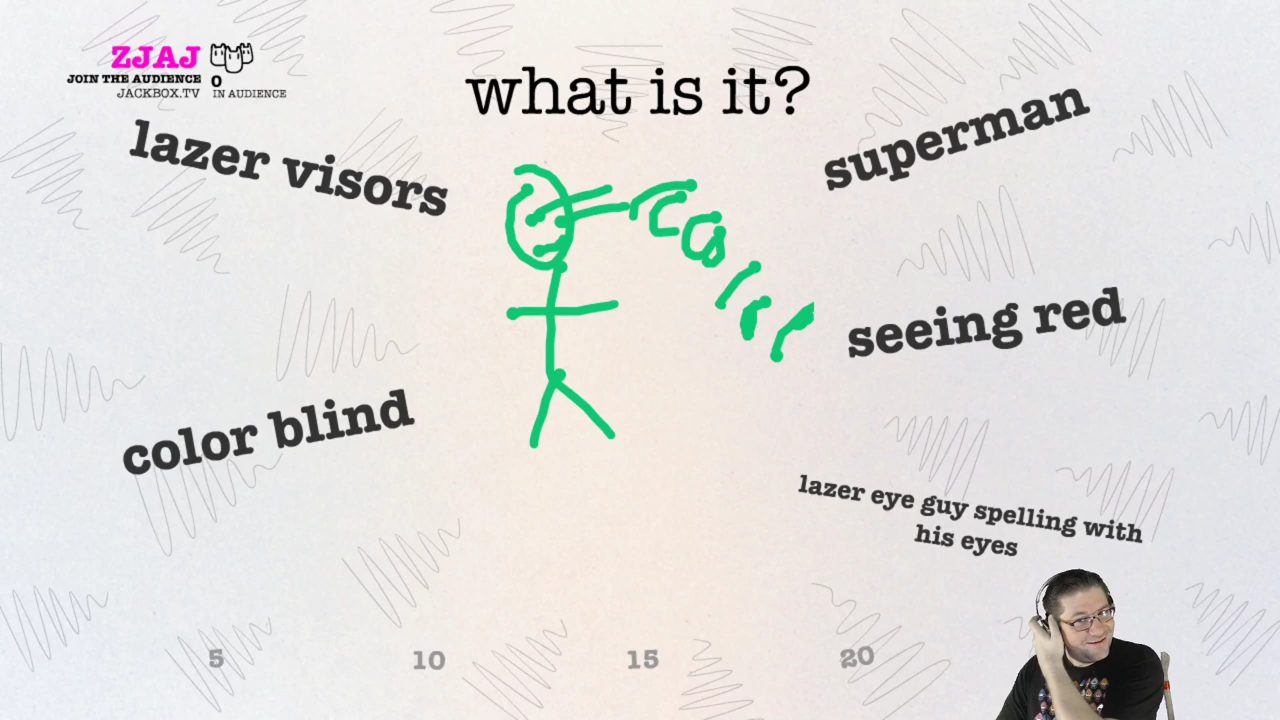 ZJAJ
JOIN THE AUDIENCE
JACKBOX.TV
0
IN AUDIENCE
what is it?
lazer visors
superman
seeing red
color blind
lazer eye guy spelling with
his eyes
5
10
15
20